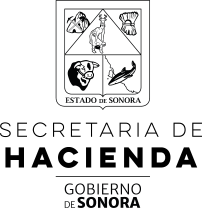 ESTADO DE SONORA
SECRETARIA DE
HACIENDA
GOBIERNO
DE SONORA